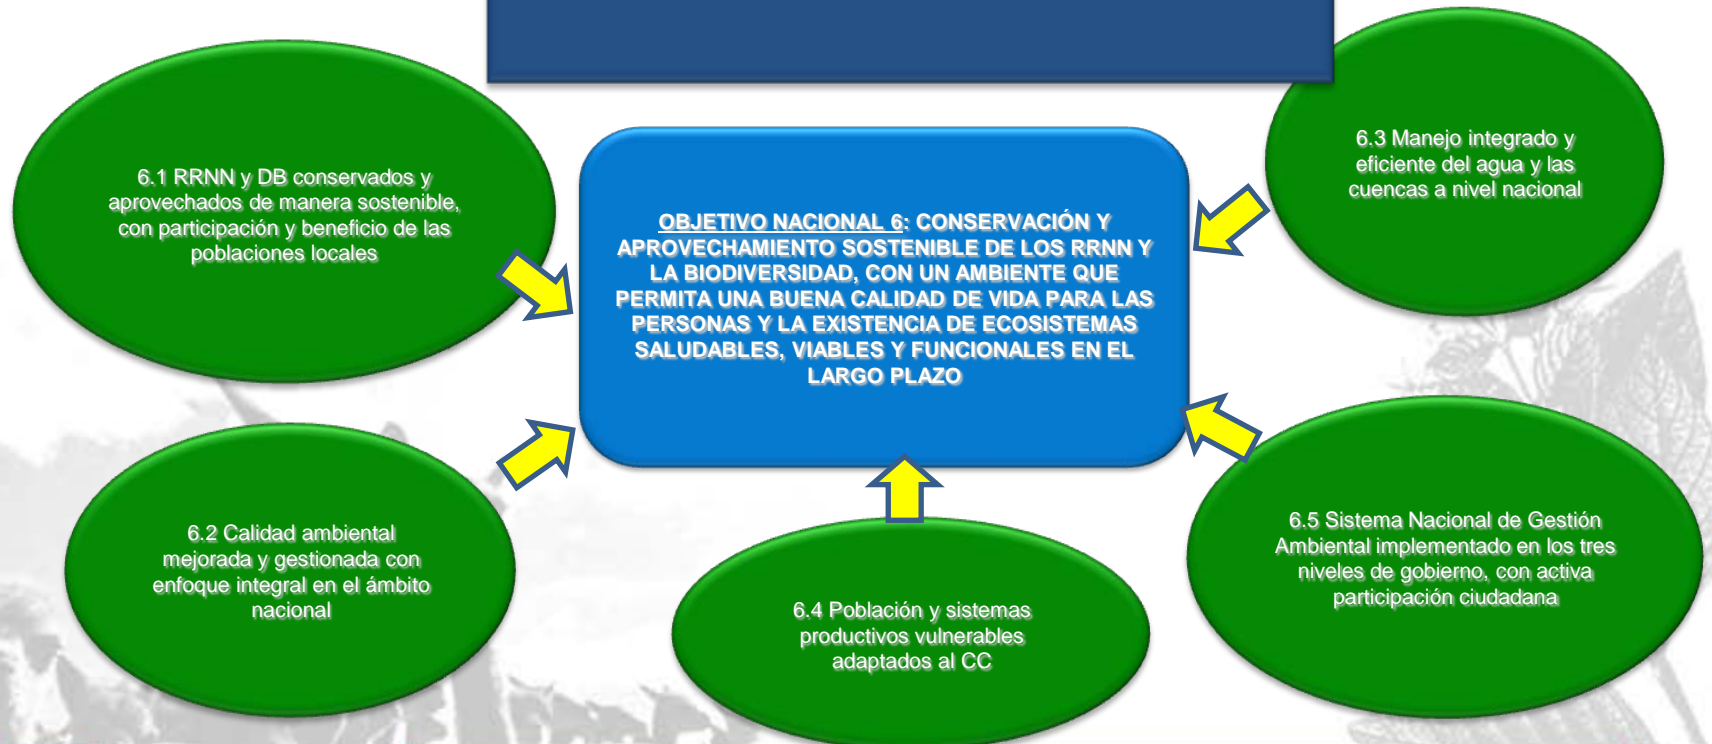 6.1 RRNN y DB conservados y
aprovechados de manera sostenible,
con participación y beneficio de las
poblaciones locales
OBJETIVO NACIONAL 6: CONSERVACIÓN Y
APROVECHAMIENTO SOSTENIBLE DE LOS RRNN Y
LA BIODIVERSIDAD, CON UN AMBIENTE QUE
PERMITA UNA BUENA CALIDAD DE VIDA PARA LAS
PERSONAS Y LA EXISTENCIA DE ECOSISTEMAS
SALUDABLES, VIABLES Y FUNCIONALES EN EL
LARGO PLAZO
6.3 Manejo integrado y
eficiente del agua y las
cuencas a nivel nacional
6.2 Calidad ambiental
mejorada y gestionada con
enfoque integral en el ámbito
nacional
6.4 Población y sistemas
productivos vulnerables
adaptados al CC
6.5 Sistema Nacional de Gestión
Ambiental implementado en los tres
niveles de gobierno, con activa
participación ciudadana